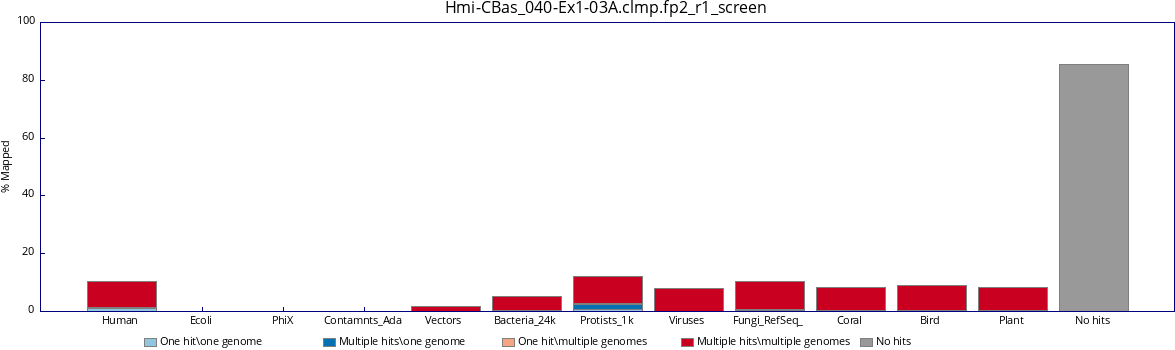 Hmi-CBas_040-Ex1-03A.clmp.fp2_r1_screen
100
80
60
40
20
0
% Mapped
Human Ecoli PhiX Contamnts_Ada Vectors Bacteria_24k Protists_1k Viruses Fungi_RefSeq_ Coral Bird Plant No hits
One hit\one genome Multiple hits\one genome One hit\multiple genomes Multiple hits\multiple genomes No hits